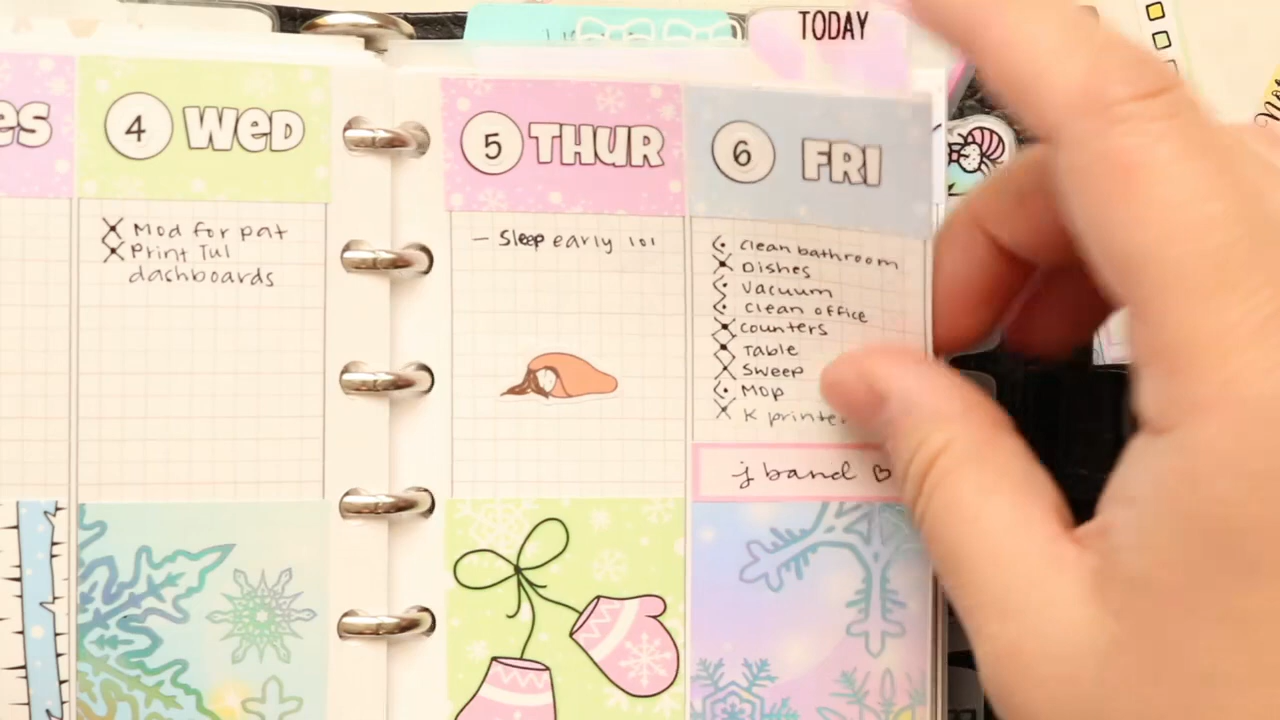 TODAY
es
4 WED
5 THUR
6 FRI
Mod for pat
Print Tul
dashboards
- Sleep early lol
clean bathroom
Dishes
Vacuum
clean office
counters
Table
Sweep
Mop
K printer
j band ♡